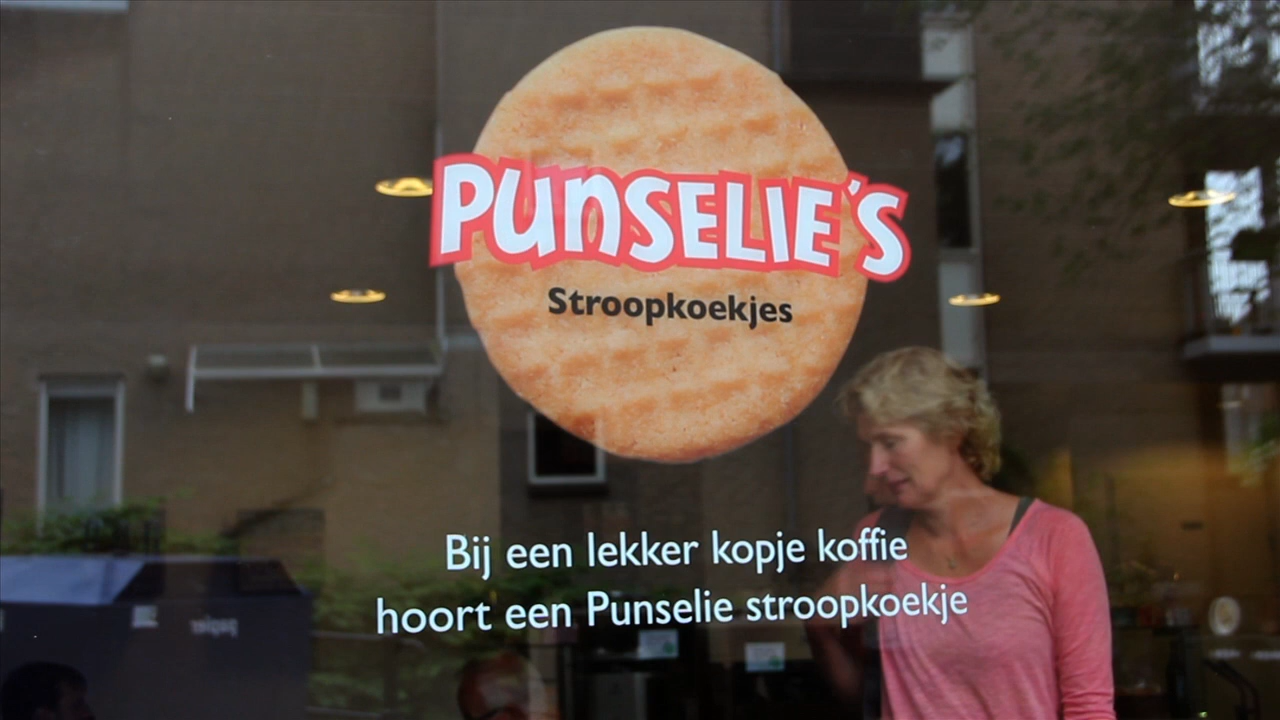 PUNSELIE'S
Stroopkoekjes
Bij een lekker kopje koffie
hoort een Punselie stroopkoekje